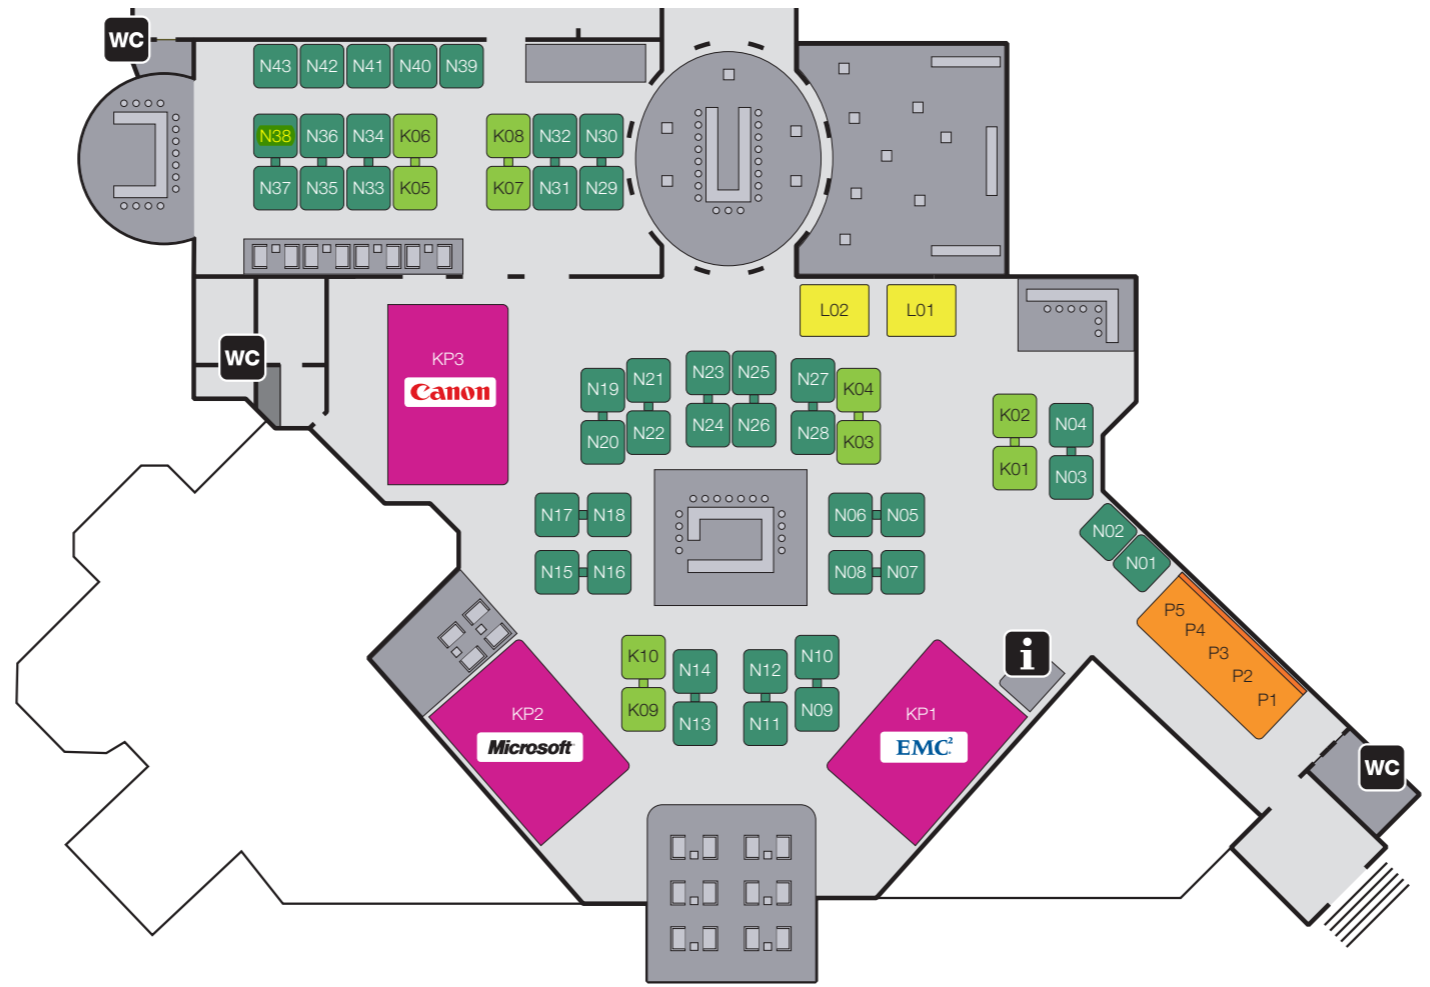 WC
N43 N42 N41 N40 N39
N38 N36 N34 K06 K08 N32 N30
N37 N35 N33 K05 K07 N31 N29
L02 L01
WC
KP3
Canon
N19 N21 N23 N25 N27 K04
N20 N22 N24 N26 N28 K03
K02 N04
K01 N03
N17 N18 N06 N05
N02
N01
N15 N16 N08 N07
P5
P4
P3
P2
P1
i
K10 N14 N12 N10
K09 N13 N11 N09
KP2
Microsoft
KP1
EMC²
WC